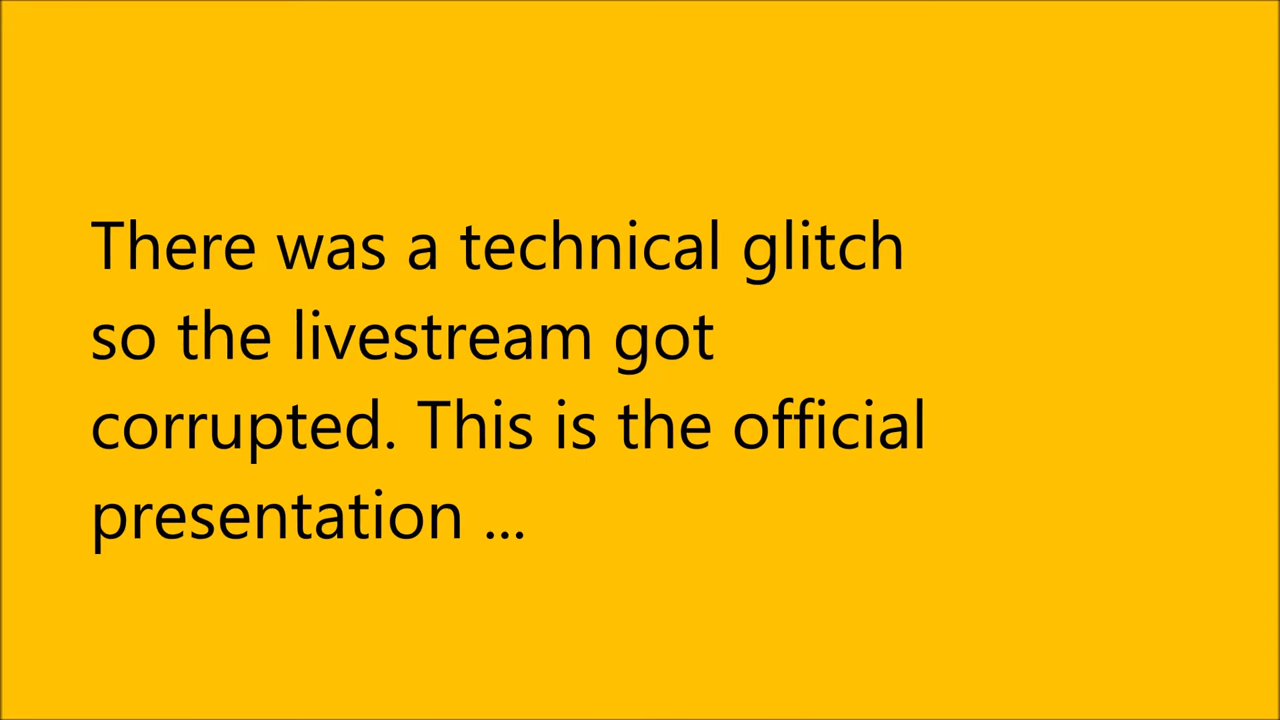 There was a technical glitch
so the livestream got
corrupted. This is the official
presentation ...